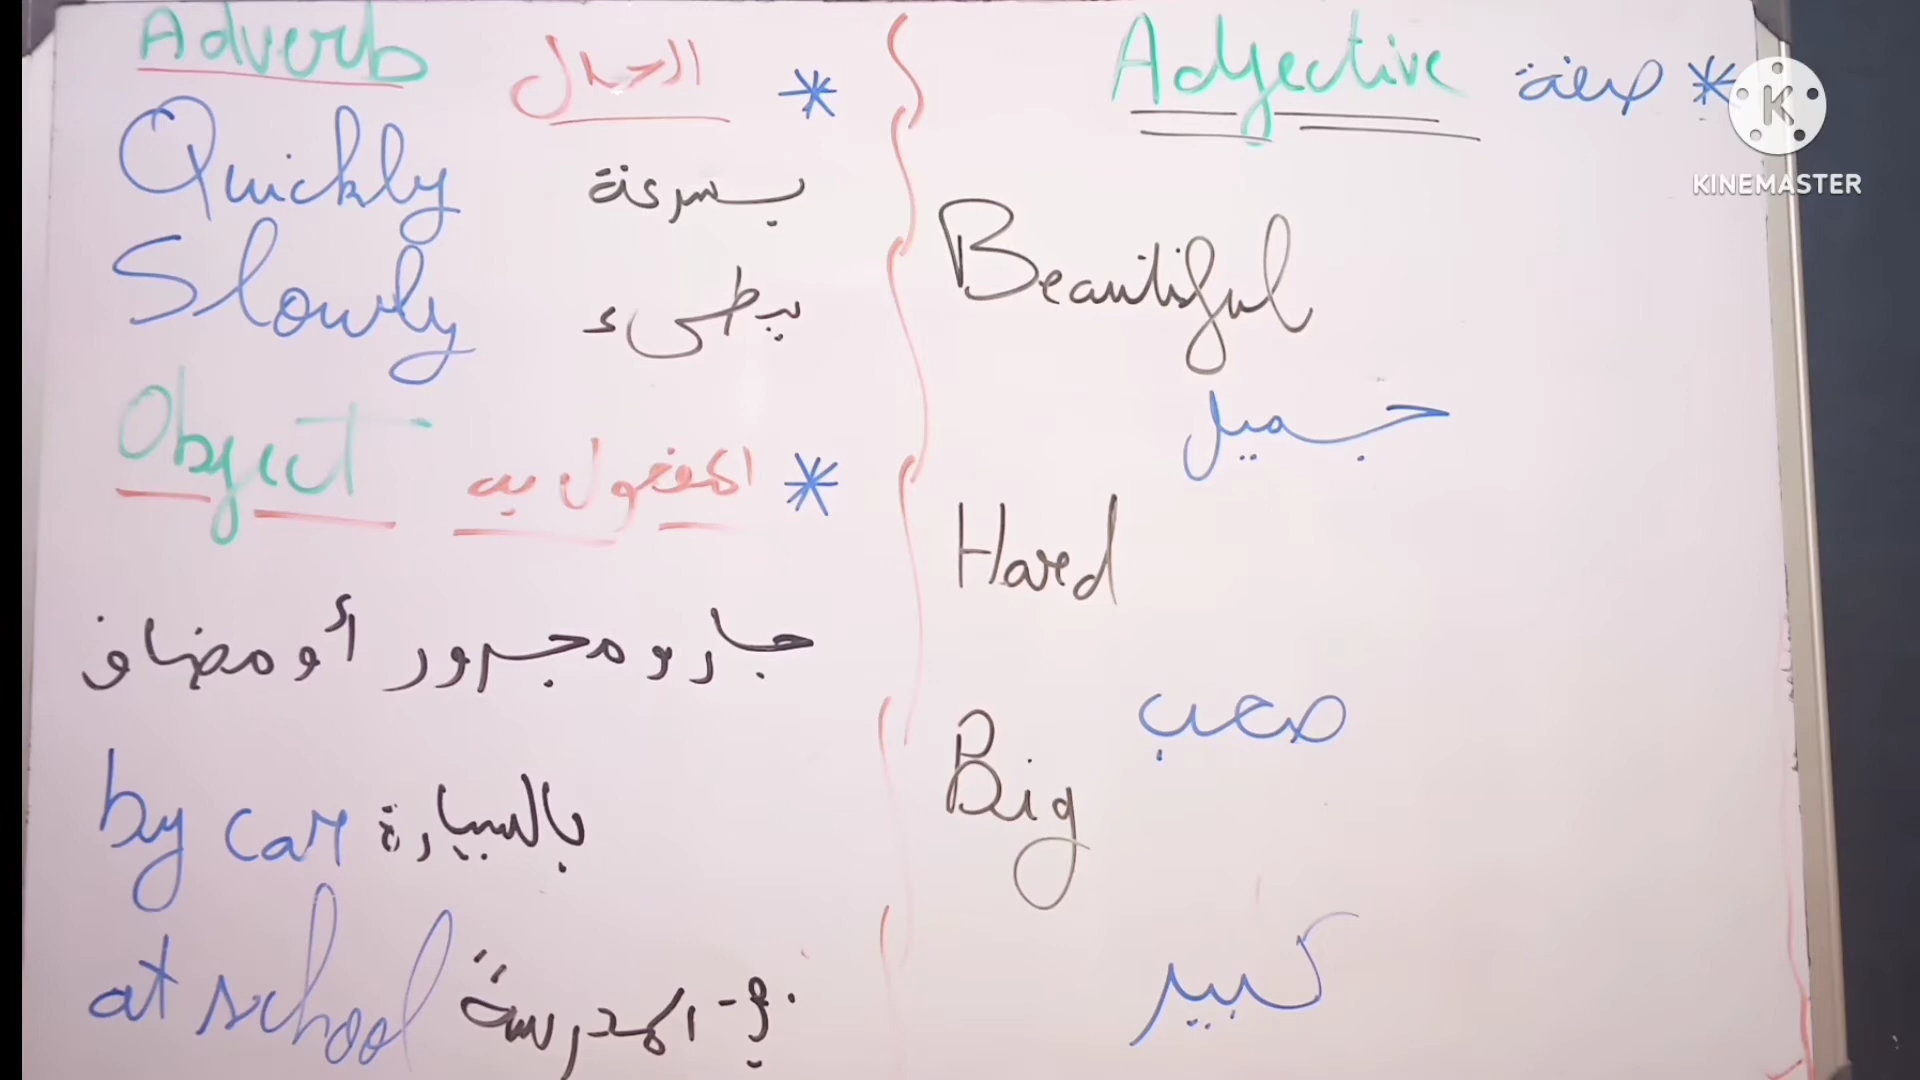 Adverb الحال *
Quickly بسرعة
Slowly ببطيء
Object المفعول به *
جار ومجرور أو مضاف
by car بالسيارة
at school في المدرسة
Adjective صفة *
Beautiful
جميل
Hard
صعب
Big
كبير
K
KINEMASTER